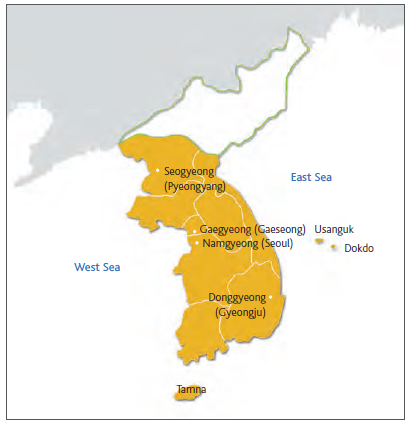 Seogyeong
(Pyeongyang)
East Sea
Gaegyeong (Gaeseong)
Usanguk
Namgyeong (Seoul)
Dokdo
West Sea
Donggyeong
(Gyeongju)
Tamna